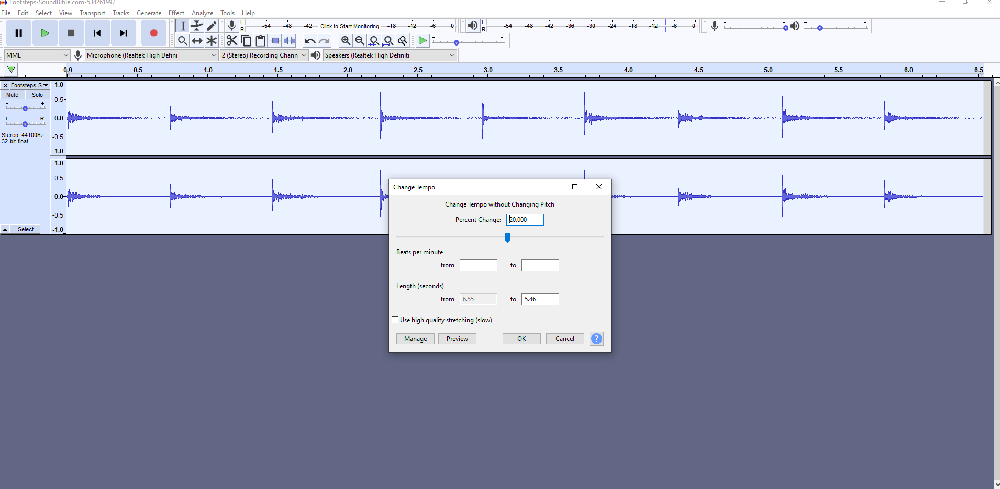 Footsteps-SoundBible.com-534261997
File Edit Select View Transport Tracks Generate Effect Analyze Tools Help
L
R
-54 -48 -42 Click to Start Monitoring -18 -12 -6 0
L
R
-54 -48 -42 -36 -30 -24 -18 -12 -6 0
- +
- +
- +
MME Microphone (Realtek High Defini 2 (Stereo) Recording Chann Speakers (Realtek High Definiti
0.0 0.5 1.0 1.5 2.0 2.5 3.0 3.5 4.0 4.5 5.0 5.5 6.0 6.5
Footsteps-S
Mute Solo
- +
L R
Stereo, 44100Hz
32-bit float
Select
1.0
0.5
0.0
-0.5
-1.0
1.0
0.5
0.0
-0.5
-1.0
Change Tempo
Change Tempo without Changing Pitch
Percent Change: 20.000
Beats per minute
from to
Length (seconds)
from 6.55 to 5.46
Use high quality stretching (slow)
Manage Preview OK Cancel ?